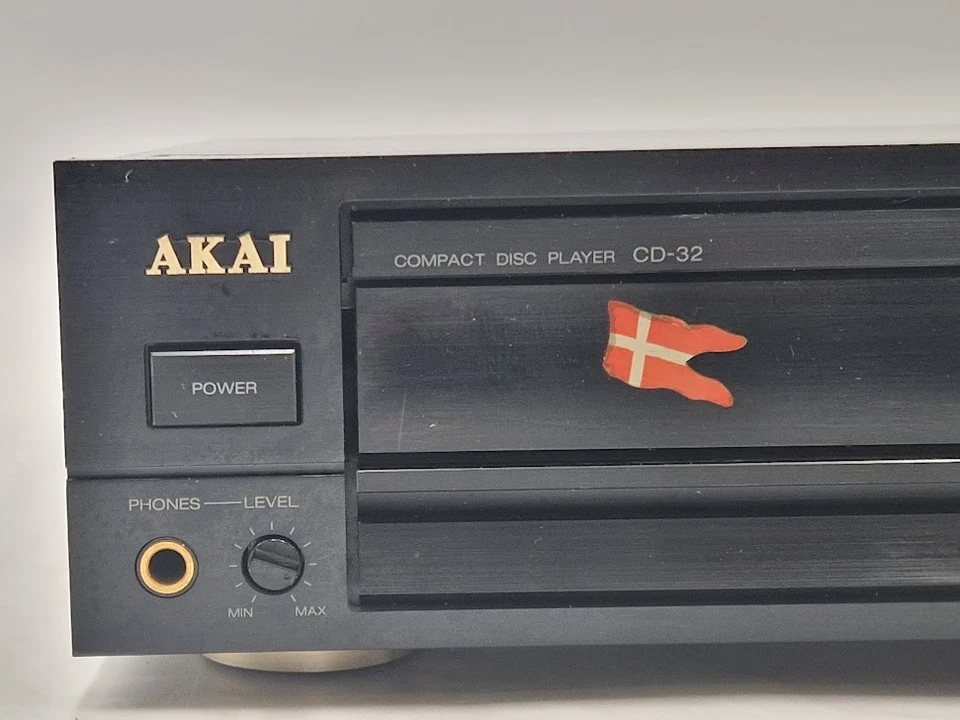 AKAI
COMPACT DISC PLAYER CD-32
POWER
PHONES LEVEL
MIN MAX